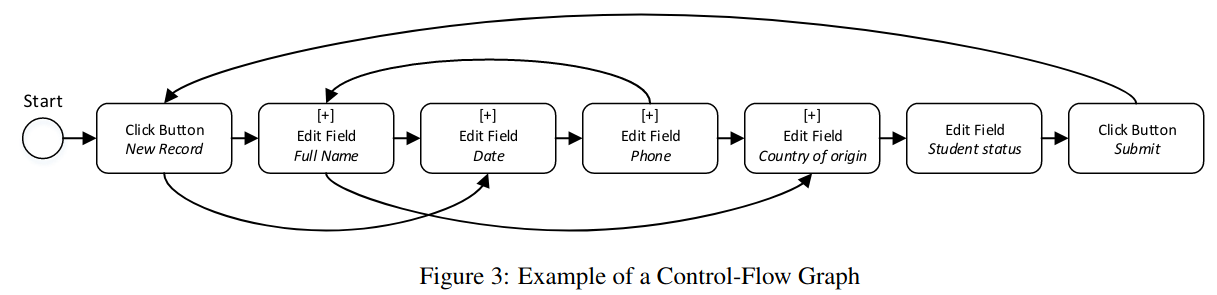 Start
Click Button
New Record
[+]
Edit Field
Full Name
[+]
Edit Field
Date
[+]
Edit Field
Phone
[+]
Edit Field
Country of origin
Edit Field
Student status
Click Button
Submit
Figure 3: Example of a Control-Flow Graph